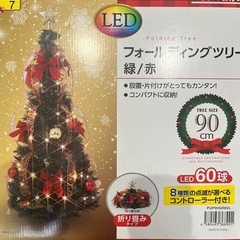 7
LED
Folding Tree
フォールディングツリー
緑/赤
●設置・片付けがとってもカンタン!
●コンパクトに収納!
TREE SIZE
90
cm
LED 60球
8種類の点滅が選べる
コントローラー付き!
折り畳み
タイプ